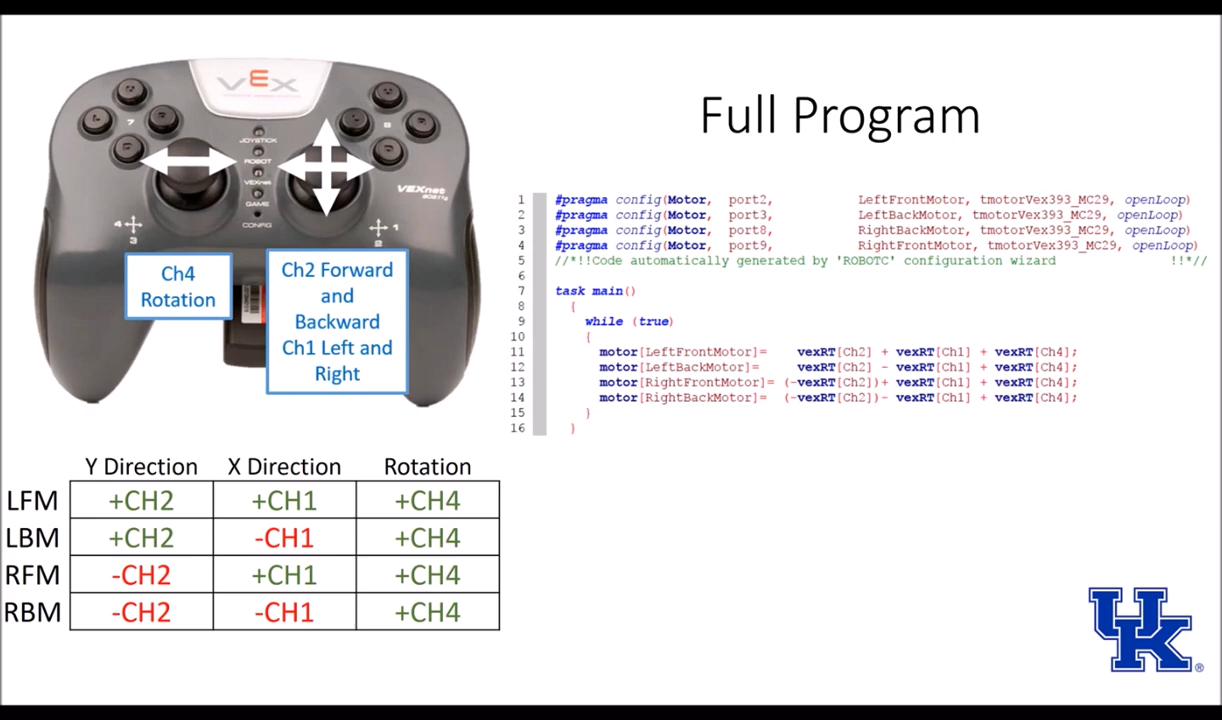 VEX
JOYSTICK
ROBOT
VEXnet
GAME
CONFIG
7
8
VEXnet
4
3
1
2
Ch4
Rotation
Ch2 Forward
and
Backward
Ch1 Left and
Right
Full Program
1 #pragma config(Motor, port2, LeftFrontMotor, tmotorVex393_MC29, openLoop)
2 #pragma config(Motor, port3, LeftBackMotor, tmotorVex393_MC29, openLoop)
3 #pragma config(Motor, port8, RightBackMotor, tmotorVex393_MC29, openLoop)
4 #pragma config(Motor, port9, RightFrontMotor, tmotorVex393_MC29, openLoop)
5 //*!!Code automatically generated by 'ROBOTC' configuration wizard !!*//
6
7 task main()
8 {
9 while (true)
10 {
11 motor[LeftFrontMotor]= vexRT[Ch2] + vexRT[Ch1] + vexRT[Ch4];
12 motor[LeftBackMotor]= vexRT[Ch2] - vexRT[Ch1] + vexRT[Ch4];
13 motor[RightFrontMotor]= (-vexRT[Ch2])+ vexRT[Ch1] + vexRT[Ch4];
14 motor[RightBackMotor]= (-vexRT[Ch2])- vexRT[Ch1] + vexRT[Ch4];
15 }
16 }
Y Direction X Direction Rotation
LFM +CH2 +CH1 +CH4
LBM +CH2 -CH1 +CH4
RFM -CH2 +CH1 +CH4
RBM -CH2 -CH1 +CH4
UK
®